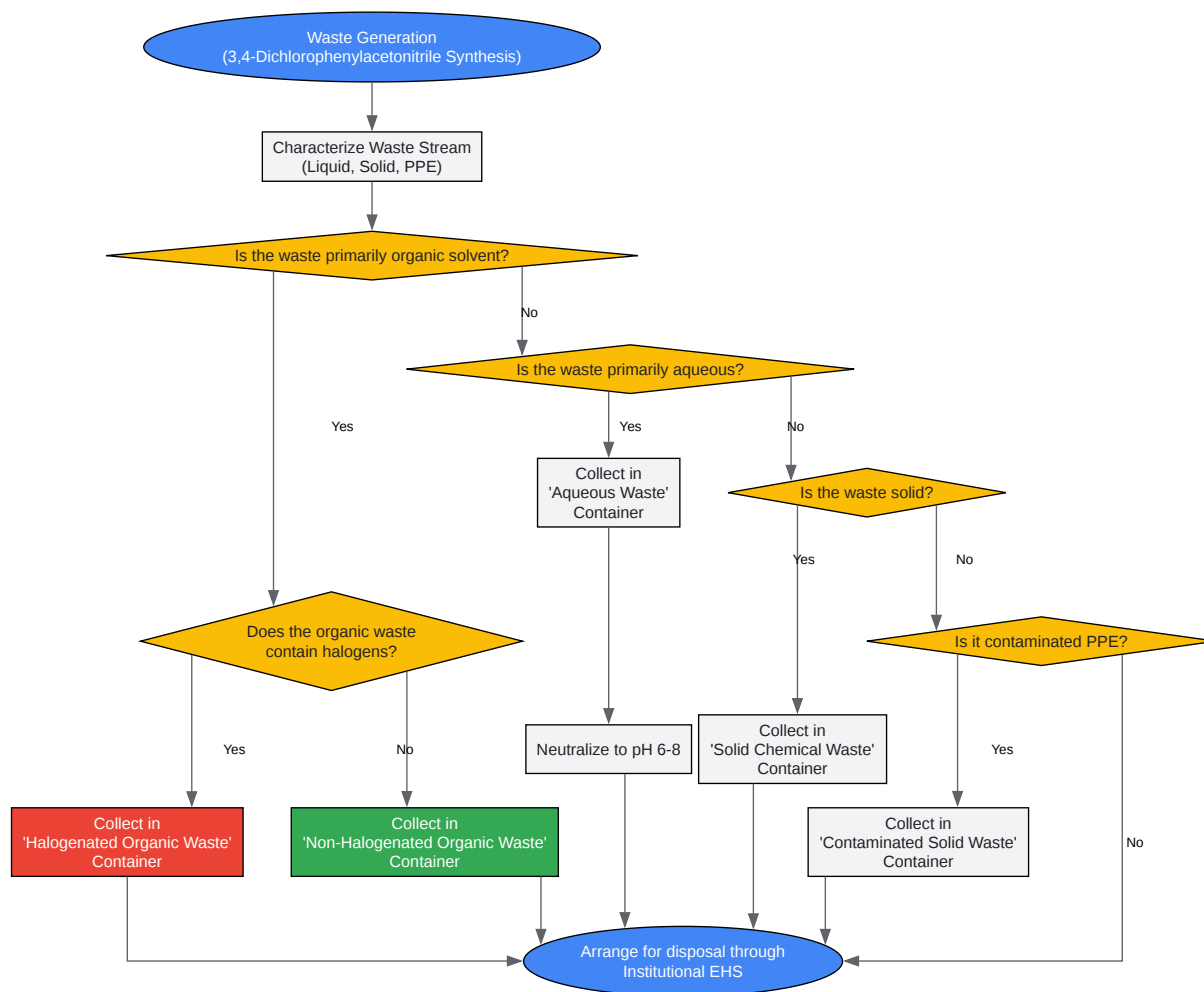 Waste Generation
(3,4-Dichlorophenylacetonitrile Synthesis)
Characterize Waste Stream
(Liquid, Solid, PPE)
Is the waste primarily organic solvent?
No
Is the waste primarily aqueous?
Yes
Yes
No
Collect in
'Aqueous Waste'
Container
Is the waste solid?
Yes
No
Does the organic waste
contain halogens?
Is it contaminated PPE?
Yes
No
Neutralize to pH 6-8
Collect in
'Solid Chemical Waste'
Container
Yes
Collect in
'Halogenated Organic Waste'
Container
Collect in
'Non-Halogenated Organic Waste'
Container
Collect in
'Contaminated Solid Waste'
Container
No
Arrange for disposal through
Institutional EHS